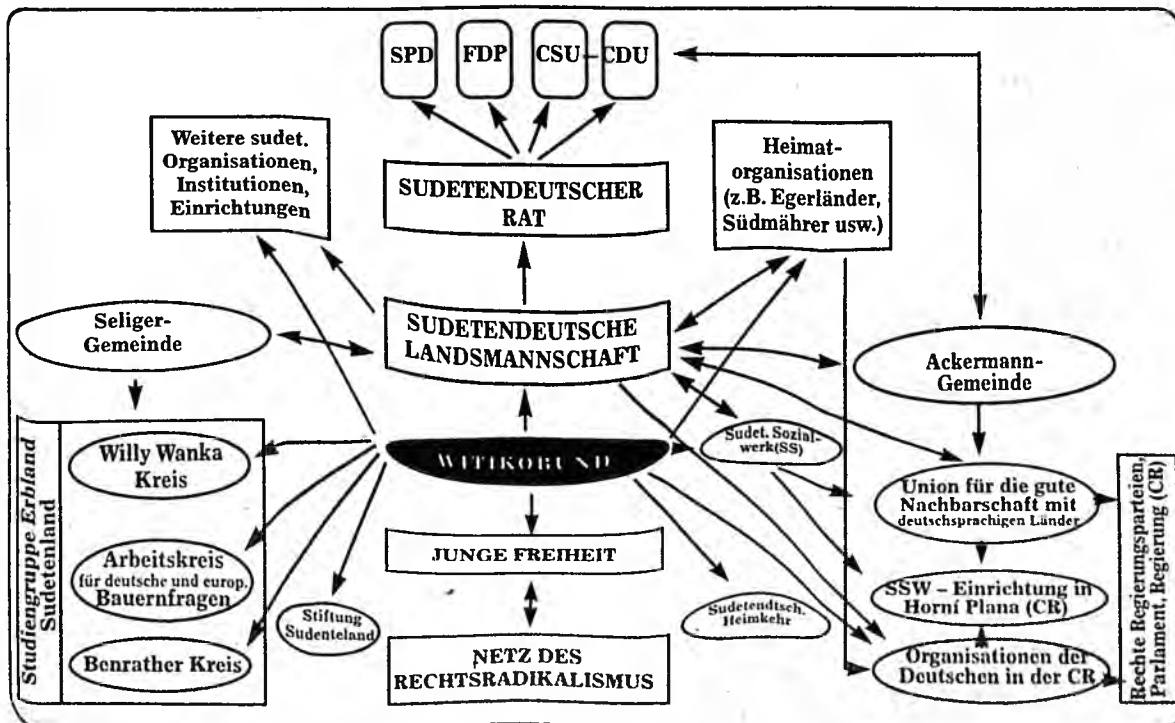 SPD
FDP
CSU – CDU
Weitere sudet.
Organisationen,
Institutionen,
Einrichtungen
SUDETENDEUTSCHER
RAT
Heimat-
organisationen
(z.B. Egerländer,
Südmährer usw.)
Seliger-
Gemeinde
SUDETENDEUTSCHE
LANDSMANNSCHAFT
Ackermann-
Gemeinde
Studiengruppe Erbland
Sudetenland
Willy Wanka
Kreis
WITIKOBUND
Sudet. Sozial-
werk(SS)
Union für die gute
Nachbarschaft mit
deutschsprachigen Länder
Rechte Regierungsparteien,
Parlament, Regierung (CR)
Arbeitskreis
für deutsche und europ.
Bauernfragen
JUNGE FREIHEIT
SSW – Einrichtung in
Horní Plana (CR)
Stiftung
Sudenteland
Sudetendtsch.
Heimkehr
Benrather Kreis
NETZ DES
RECHTSRADIKALISMUS
Organisationen der
Deutschen in der CR